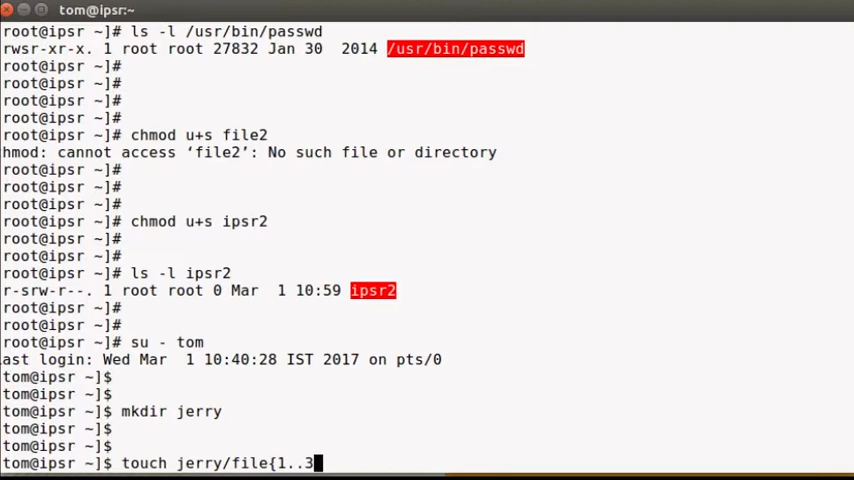 tom@ipsr:~
root@ipsr ~]# ls -l /usr/bin/passwd
rwsr-xr-x. 1 root root 27832 Jan 30  2014 /usr/bin/passwd
root@ipsr ~]#
root@ipsr ~]#
root@ipsr ~]#
root@ipsr ~]#
root@ipsr ~]# chmod u+s file2
hmod: cannot access ‘file2’: No such file or directory
root@ipsr ~]#
root@ipsr ~]#
root@ipsr ~]# chmod u+s ipsr2
root@ipsr ~]#
root@ipsr ~]#
root@ipsr ~]# ls -l ipsr2
r-srw-r--. 1 root root 0 Mar  1 10:59 ipsr2
root@ipsr ~]#
root@ipsr ~]#
root@ipsr ~]# su - tom
ast login: Wed Mar  1 10:40:28 IST 2017 on pts/0
tom@ipsr ~]$
tom@ipsr ~]$
tom@ipsr ~]$ mkdir jerry
tom@ipsr ~]$
tom@ipsr ~]$
tom@ipsr ~]$ touch jerry/file{1..3